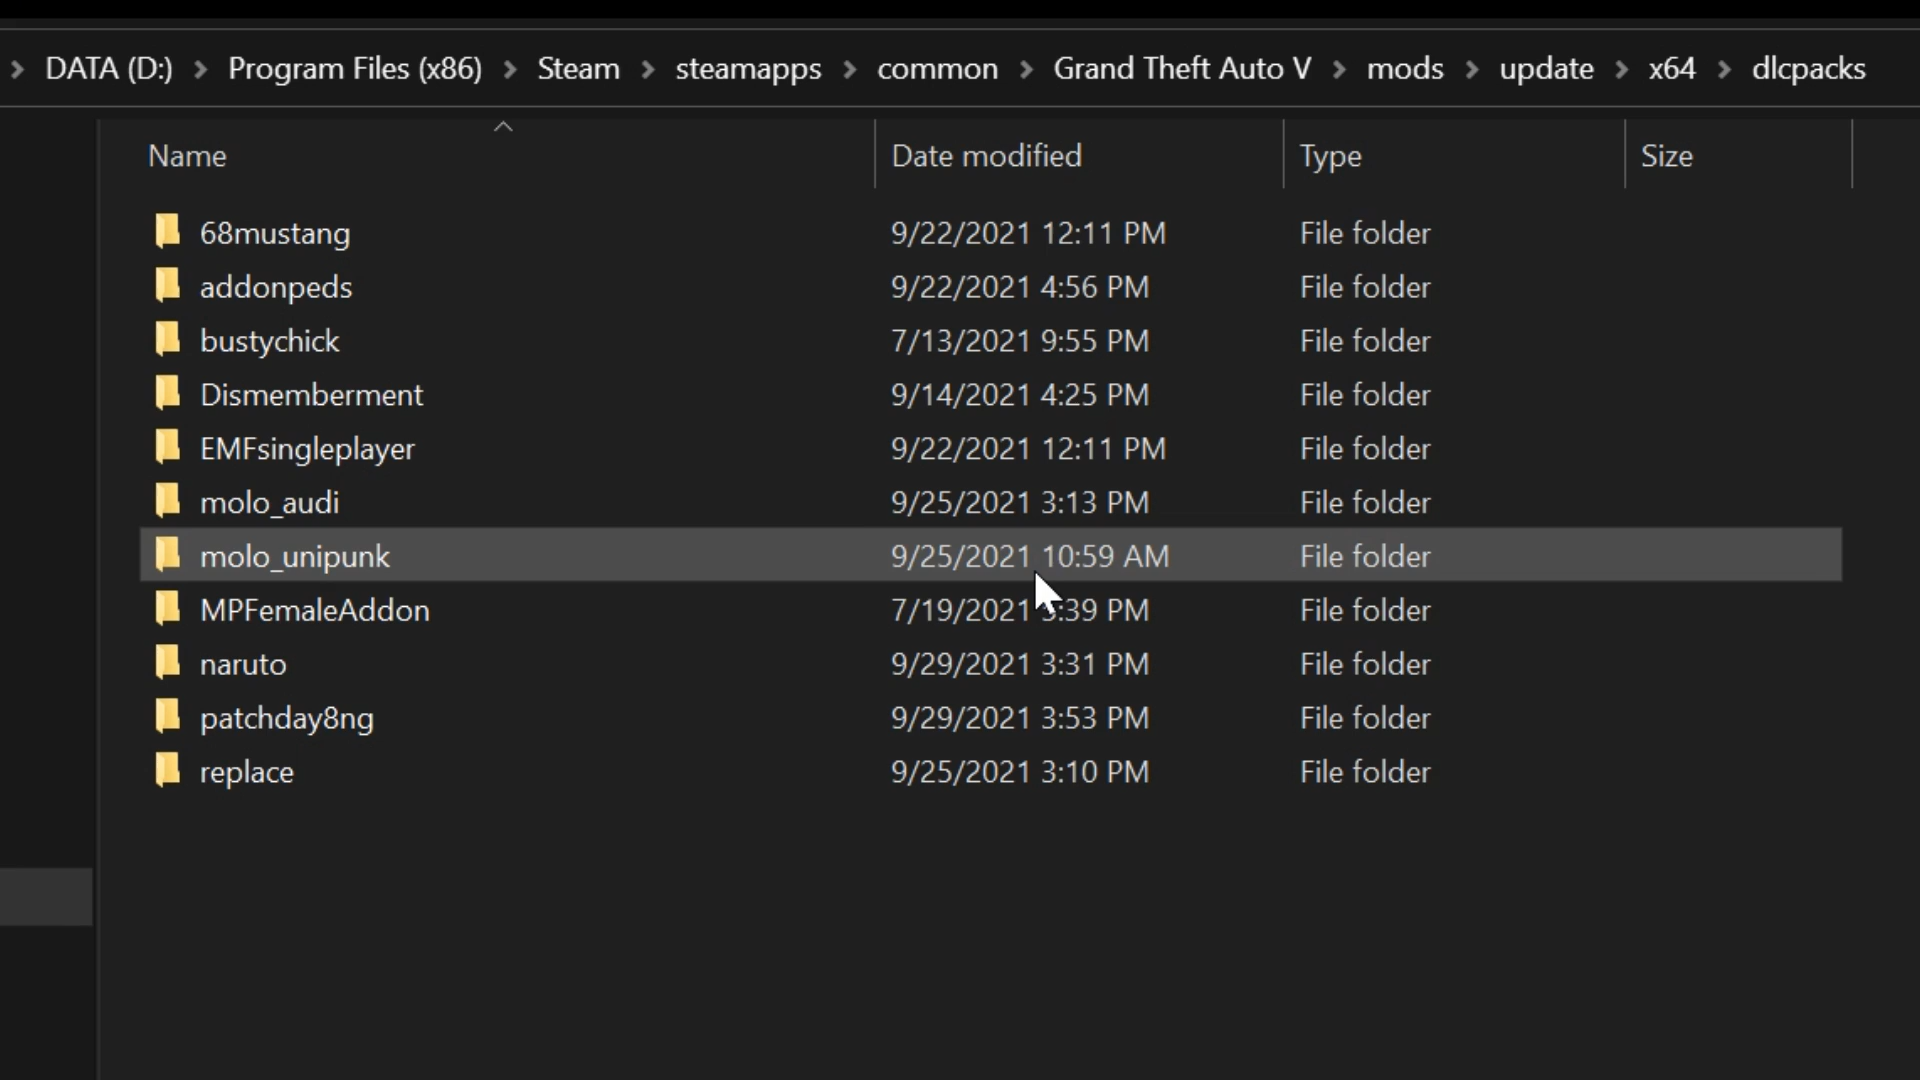 DATA (D:) > Program Files (x86) > Steam > steamapps > common > Grand Theft Auto V > mods > update > x64 > dlcpacks
Name Date modified Type Size
68mustang 9/22/2021 12:11 PM File folder
addonpeds 9/22/2021 4:56 PM File folder
bustychick 7/13/2021 9:55 PM File folder
Dismemberment 9/14/2021 4:25 PM File folder
EMFsingleplayer 9/22/2021 12:11 PM File folder
molo_audi 9/25/2021 3:13 PM File folder
molo_unipunk 9/25/2021 10:59 AM File folder
MPFemaleAddon 7/19/2021 PM File folder
naruto 9/29/2021 3:31 PM File folder
patchday8ng 9/29/2021 3:53 PM File folder
replace 9/25/2021 3:10 PM File folder